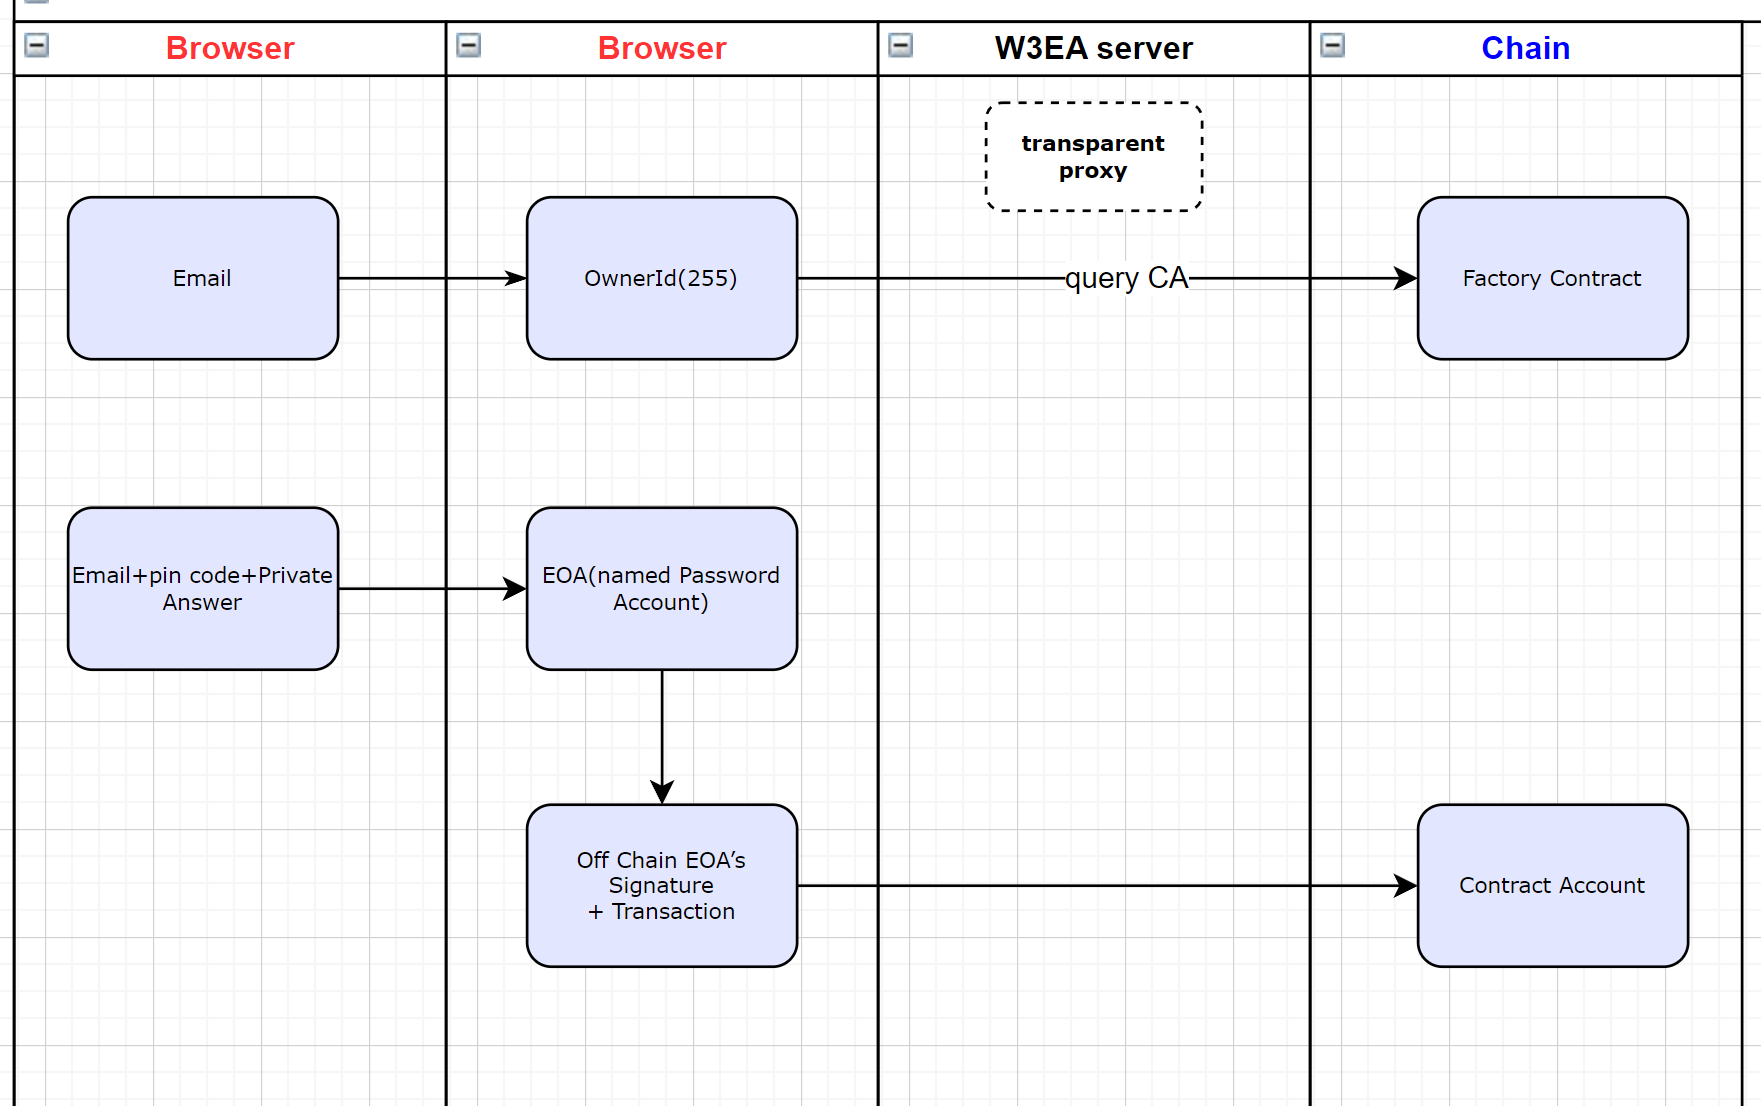 Browser
Browser
W3EA server
Chain
transparent
proxy
Email
OwnerId(255)
query CA
Factory Contract
Email+pin code+Private
Answer
EOA(named Password
Account)
Off Chain EOA’s
Signature
+ Transaction
Contract Account